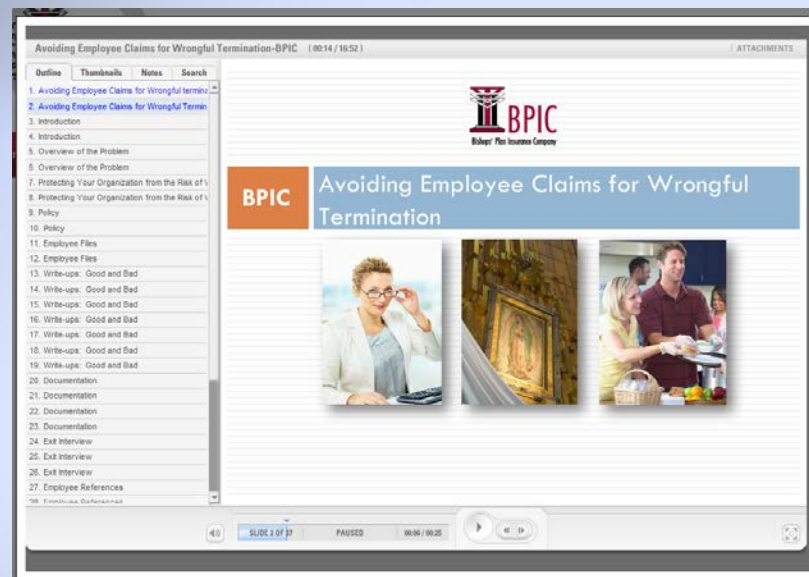 Avoiding Employee Claims for Wrongful Termination-BPIC ( 00:14 / 16:52 )
ATTACHMENTS
Outline Thumbnails Notes Search
1. Avoiding Employee Claims for Wrongful termina
2. Avoiding Employee Claims for Wrongful Termin
3. Introduction
4. Introduction
5. Overview of the Problem
6. Overview of the Problem
7. Protecting Your Organization from the Risk of
8. Protecting Your Organization from the Risk of
9. Policy
10. Policy
11. Employee Files
12. Employee Files
13. Write-ups: Good and Bad
14. Write-ups: Good and Bad
15. Write-ups: Good and Bad
16. Write-ups: Good and Bad
17. Write-ups: Good and Bad
18. Write-ups: Good and Bad
19. Write-ups: Good and Bad
20. Documentation
21. Documentation
22. Documentation
23. Documentation
24. Exit Interview
25. Exit Interview
26. Exit Interview
27. Employee References
28. Employee References
BPIC
Bishops' Plan Insurance Company
BPIC
Avoiding Employee Claims for Wrongful
Termination
SLIDE 2 OF 37 PAUSED 00:06 / 00:25